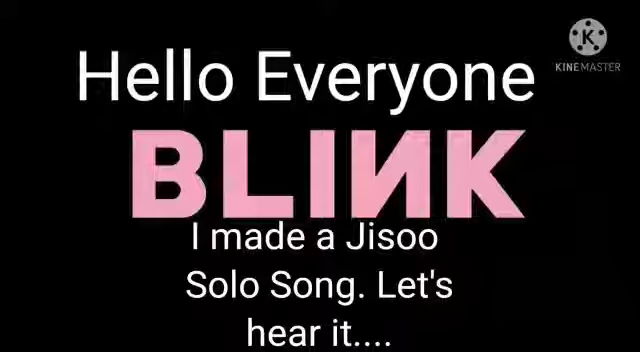 Hello Everyone
K
KINEMASTER
BLINK
I made a Jisoo
Solo Song. Let's
hear it....